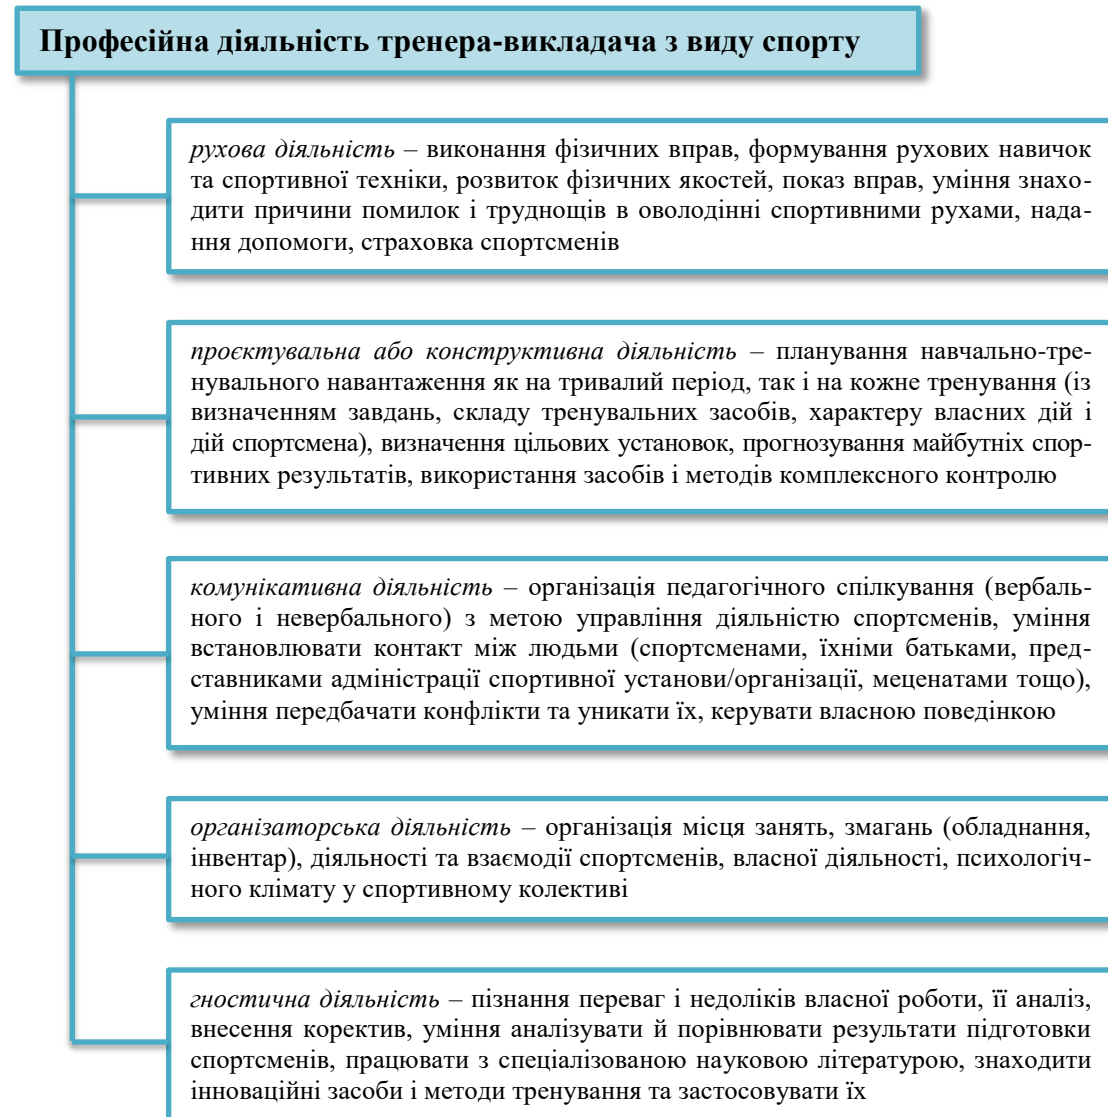 Професійна діяльність тренера-викладача з виду спорту
рухова діяльність – виконання фізичних вправ, формування рухових навичок
та спортивної техніки, розвиток фізичних якостей, показ вправ, уміння знахо-
дити причини помилок і труднощів в оволодінні спортивними рухами, нада-
ння допомоги, страховка спортсменів
проєктувальна або конструктивна діяльність – планування навчально-тре-
нувального навантаження як на тривалий період, так і на кожне тренування (із
визначенням завдань, складу тренувальних засобів, характеру власних дій і
дій спортсмена), визначення цільових установок, прогнозування майбутніх спор-
тивних результатів, використання засобів і методів комплексного контролю
комунікативна діяльність – організація педагогічного спілкування (вербаль-
ного і невербального) з метою управління діяльністю спортсменів, уміння
встановлювати контакт між людьми (спортсменами, їхніми батьками, пред-
ставниками адміністрації спортивної установи/організації, меценатами тощо),
уміння передбачати конфлікти та уникати їх, керувати власною поведінкою
організаторська діяльність – організація місця занять, змагань (обладнання,
інвентар), діяльності та взаємодії спортсменів, власної діяльності, психологіч-
ного клімату у спортивному колективі
гностична діяльність – пізнання переваг і недоліків власної роботи, її аналіз,
внесення коректив, уміння аналізувати й порівнювати результати підготовки
спортсменів, працювати з спеціалізованою науковою літературою, знаходити
інноваційні засоби і методи тренування та застосовувати їх